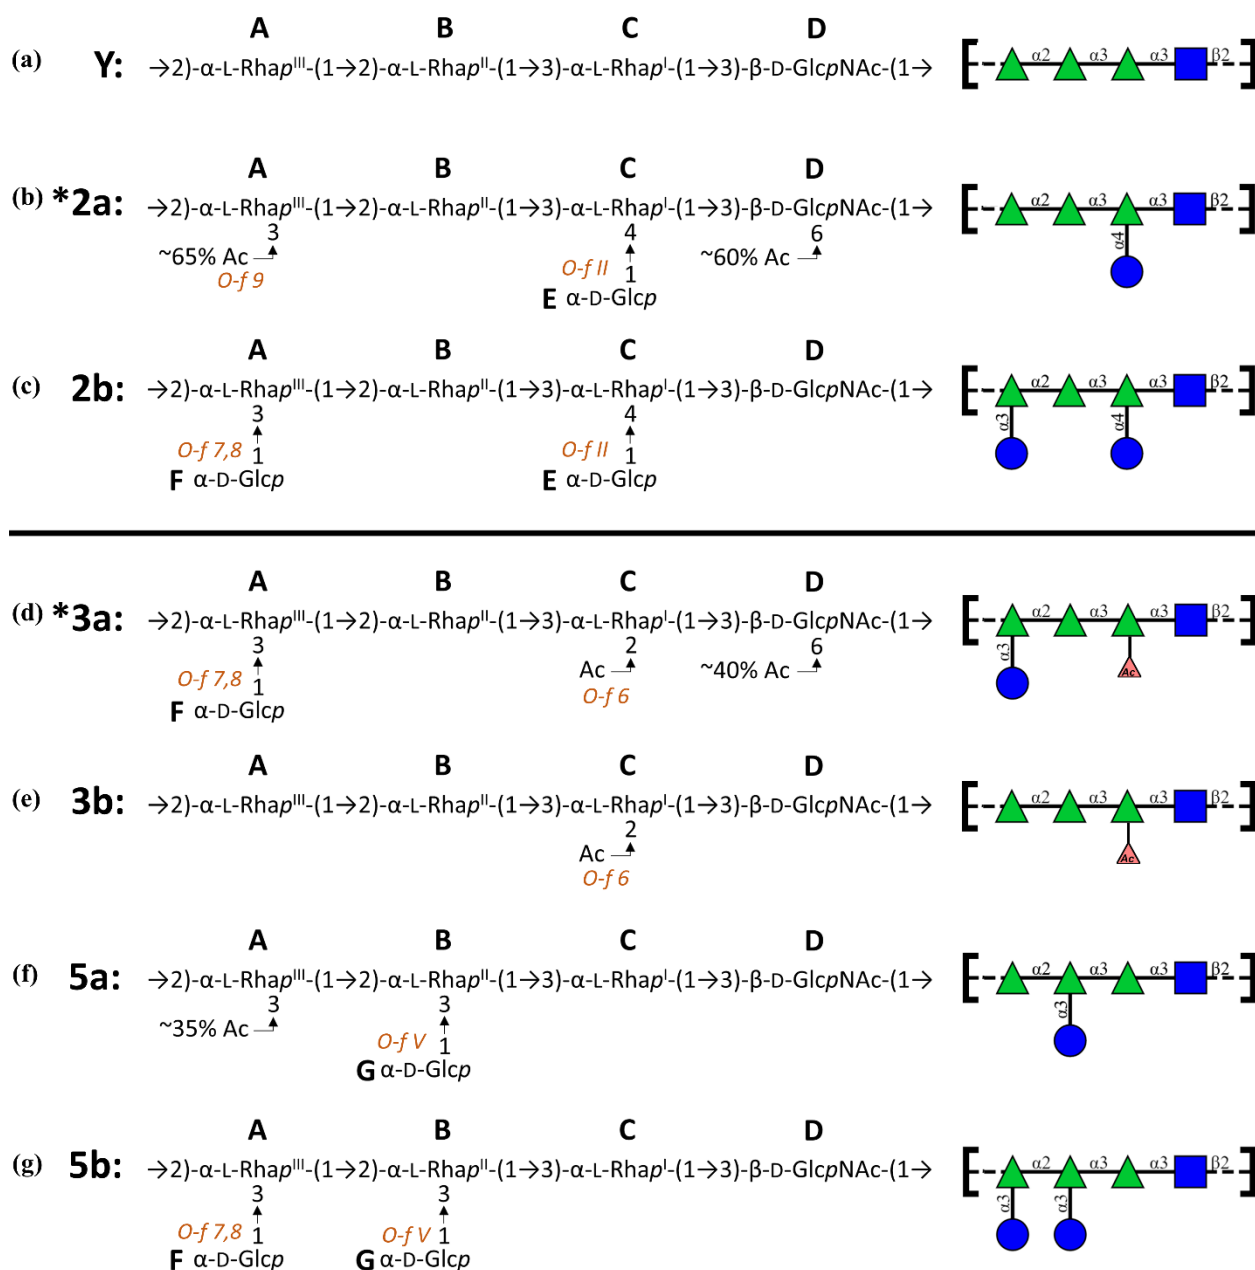 A B C D
(a) Y: →2)-α-L-Rhap^III-(1→2)-α-L-Rhap^II-(1→3)-α-L-Rhap^I-(1→3)-β-D-GlcpNAc-(1→ [ α2 α3 α3 β2 ]
A B C D
(b) *2a: →2)-α-L-Rhap^III-(1→2)-α-L-Rhap^II-(1→3)-α-L-Rhap^I-(1→3)-β-D-GlcpNAc-(1→ [ α2 α3 α3 β2 ]
3 4 6
~65% Ac ~60% Ac α4
O-f 9 O-f II 1
E α-D-Glcp
A B C D
(c) 2b: →2)-α-L-Rhap^III-(1→2)-α-L-Rhap^II-(1→3)-α-L-Rhap^I-(1→3)-β-D-GlcpNAc-(1→ [ α2 α3 α3 β2 ]
3 4 α3 α4
O-f 7,8 1 O-f II 1
F α-D-Glcp E α-D-Glcp
A B C D
(d) *3a: →2)-α-L-Rhap^III-(1→2)-α-L-Rhap^II-(1→3)-α-L-Rhap^I-(1→3)-β-D-GlcpNAc-(1→ [ α2 α3 α3 β2 ]
3 2 6 α3
Ac ~40% Ac Ac
O-f 7,8 1 O-f 6
F α-D-Glcp
A B C D
(e) 3b: →2)-α-L-Rhap^III-(1→2)-α-L-Rhap^II-(1→3)-α-L-Rhap^I-(1→3)-β-D-GlcpNAc-(1→ [ α2 α3 α3 β2 ]
2
Ac Ac
O-f 6
A B C D
(f) 5a: →2)-α-L-Rhap^III-(1→2)-α-L-Rhap^II-(1→3)-α-L-Rhap^I-(1→3)-β-D-GlcpNAc-(1→ [ α2 α3 α3 β2 ]
3 3 α3
~35% Ac
O-f V 1
G α-D-Glcp
A B C D
(g) 5b: →2)-α-L-Rhap^III-(1→2)-α-L-Rhap^II-(1→3)-α-L-Rhap^I-(1→3)-β-D-GlcpNAc-(1→ [ α2 α3 α3 β2 ]
3 3 α3 α3
O-f 7,8 1 O-f V 1
F α-D-Glcp G α-D-Glcp